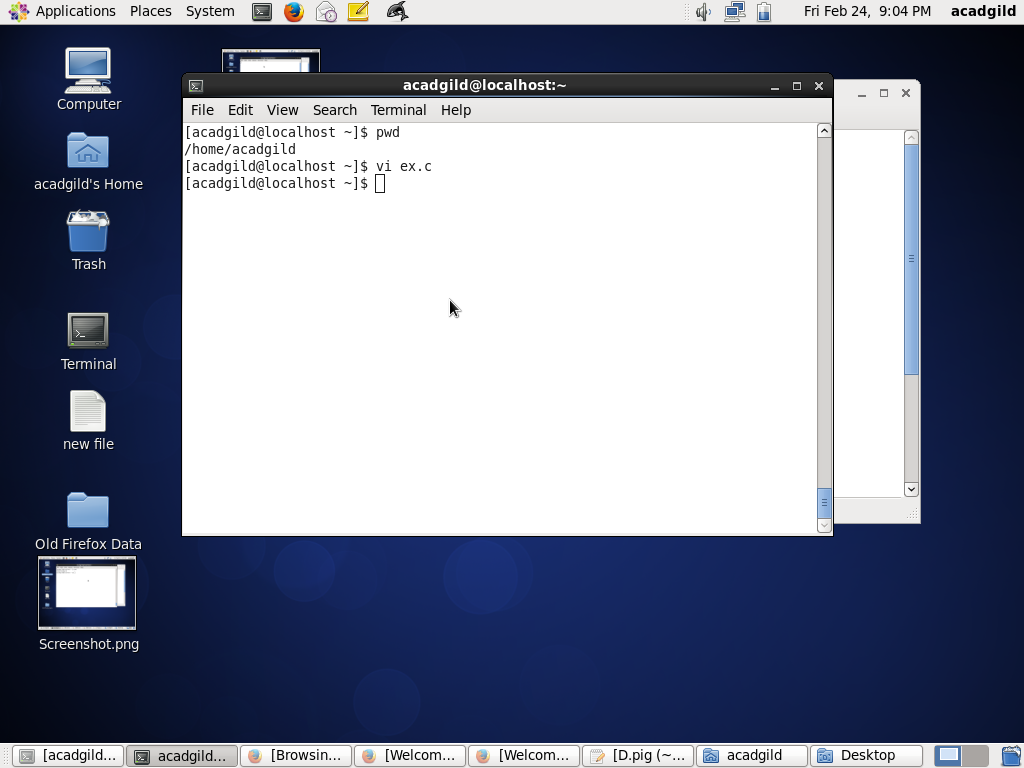 Applications Places System Fri Feb 24, 9:04 PM acadgild
Computer
acadgild's Home
Trash
Terminal
new file
Old Firefox Data
Screenshot.png
acadgild@localhost:~
File Edit View Search Terminal Help
[acadgild@localhost ~]$ pwd
/home/acadgild
[acadgild@localhost ~]$ vi ex.c
[acadgild@localhost ~]$
[acadgild... acadgild... [Browsin... [Welcom... [Welcom... [D.pig (~... acadgild Desktop